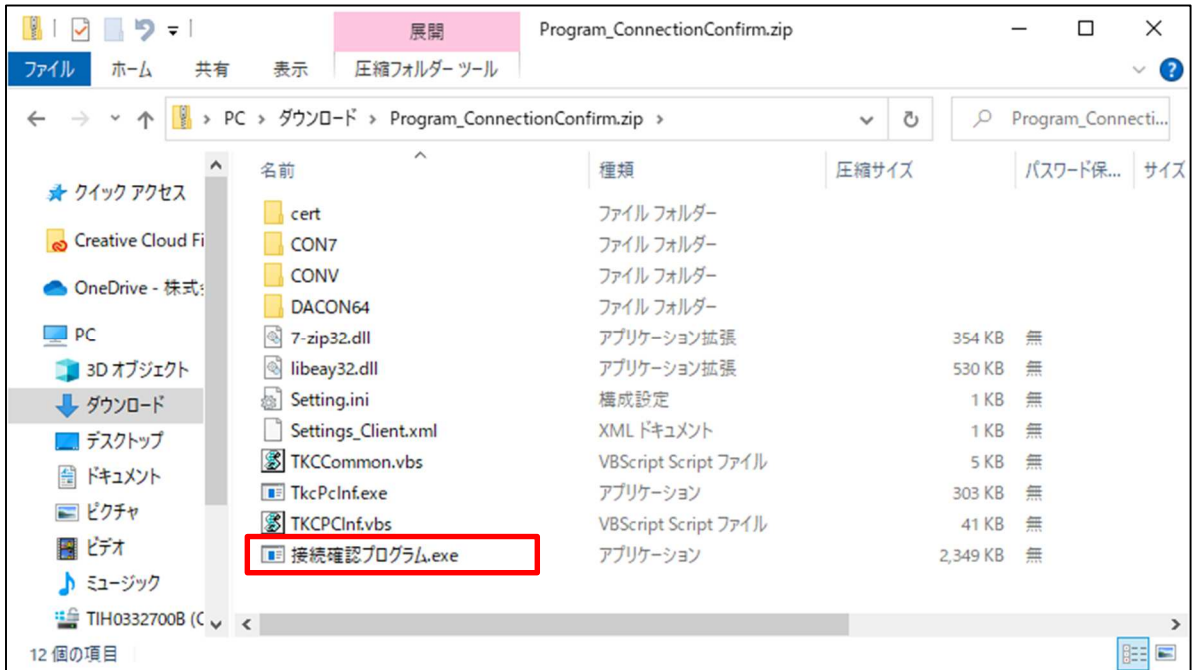 展開 Program_ConnectionConfirm.zip
ファイル ホーム 共有 表示 圧縮フォルダー ツール
PC › ダウンロード › Program_ConnectionConfirm.zip › Program_Connecti...
名前 種類 圧縮サイズ パスワード保... サイズ
クイック アクセス
Creative Cloud Fi
OneDrive - 株式
PC
3D オブジェクト
ダウンロード
デスクトップ
ドキュメント
ピクチャ
ビデオ
ミュージック
TIH0332700B (C
cert ファイル フォルダー
CON7 ファイル フォルダー
CONV ファイル フォルダー
DACON64 ファイル フォルダー
7-zip32.dll アプリケーション拡張 354 KB 無
libeay32.dll アプリケーション拡張 530 KB 無
Setting.ini 構成設定 1 KB 無
Settings_Client.xml XML ドキュメント 1 KB 無
TKCCommon.vbs VBScript Script ファイル 5 KB 無
TkcPcInf.exe アプリケーション 303 KB 無
TKCPCInf.vbs VBScript Script ファイル 41 KB 無
接続確認プログラム.exe アプリケーション 2,349 KB 無
12 個の項目